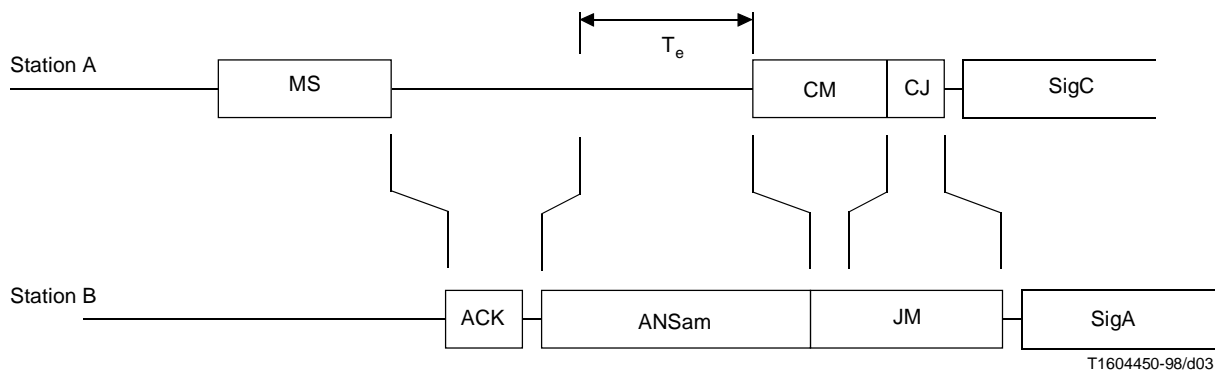 Tₑ
Station A
MS
CM
CJ
SigC
Station B
ACK
ANSam
JM
SigA
T1604450-98/d03